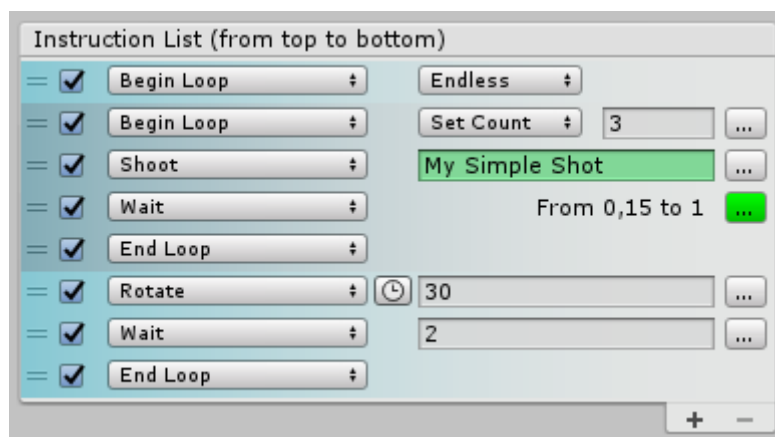 Instruction List (from top to bottom)
Begin Loop Endless
Begin Loop Set Count 3 ...
Shoot My Simple Shot ...
Wait From 0,15 to 1 ...
End Loop
Rotate 30 ...
Wait 2 ...
End Loop
+ −